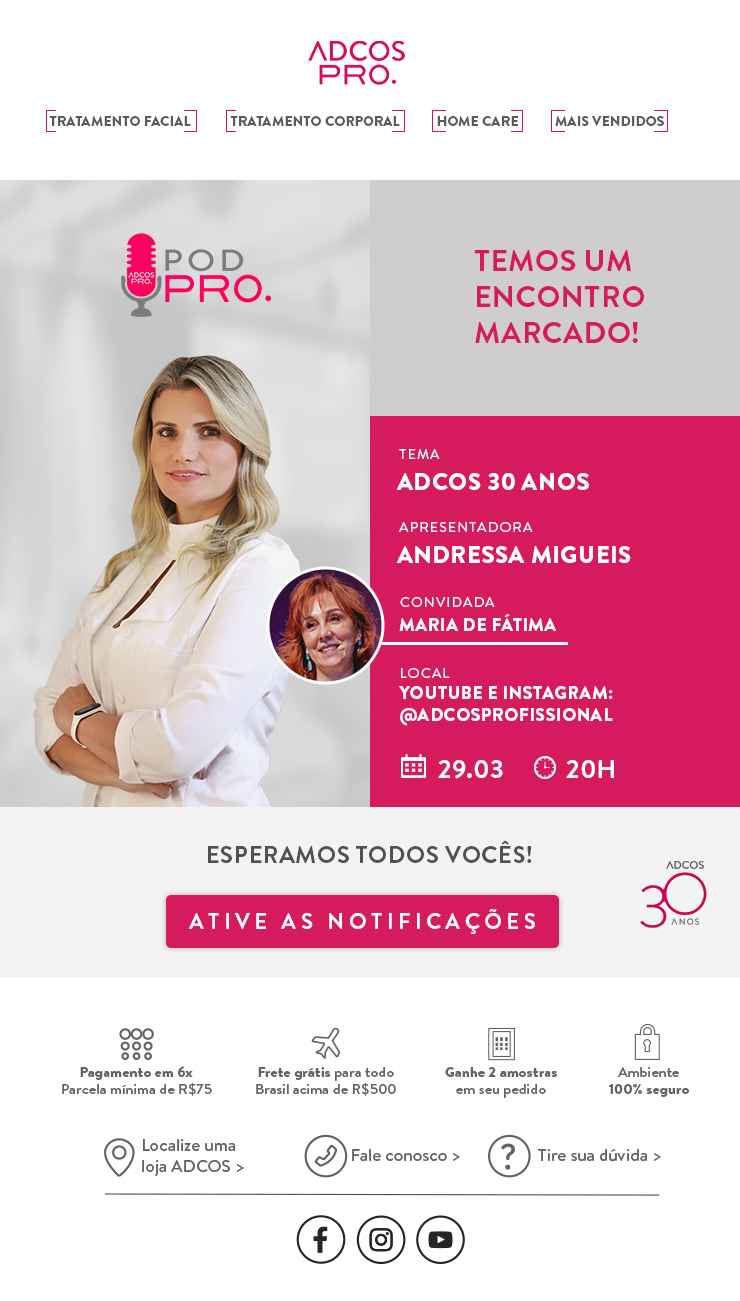 ADCOS
PRO.
TRATAMENTO FACIAL
TRATAMENTO CORPORAL
HOME CARE
MAIS VENDIDOS
POD
PRO.
ADCOS
PRO.
TEMOS UM
ENCONTRO
MARCADO!
TEMA
ADCOS 30 ANOS
APRESENTADORA
ANDRESSA MIGUEIS
CONVIDADA
MARIA DE FÁTIMA
LOCAL
YOUTUBE E INSTAGRAM:
@ADCOSPROFISSIONAL
29.03
20H
ESPERAMOS TODOS VOCÊS!
ATIVE AS NOTIFICAÇÕES
ADCOS
30
ANOS
Pagamento em 6x
Parcela mínima de R$75
Frete grátis para todo
Brasil acima de R$500
Ganhe 2 amostras
em seu pedido
Ambiente
100% seguro
Localize uma
loja ADCOS >
Fale conosco >
Tire sua dúvida >